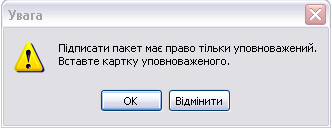 Увага
Підписати пакет має право тільки уповноважений.
Вставте картку уповноваженого.
OK
Відмінити